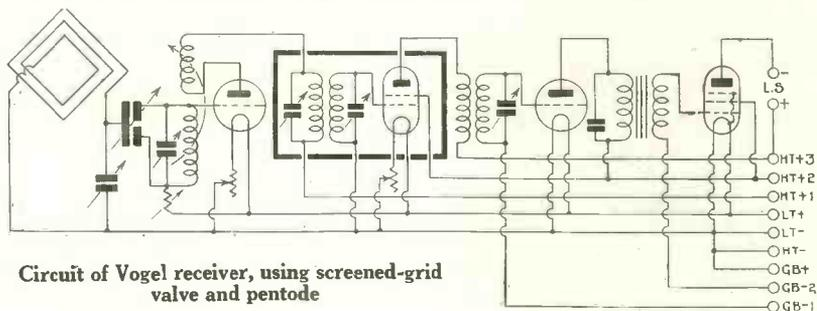 −
L.S
+
HT+3
HT+2
HT+1
LT+
LT−
HT−
GB+
GB-2
GB-1
Circuit of Vogel receiver, using screened-grid
valve and pentode